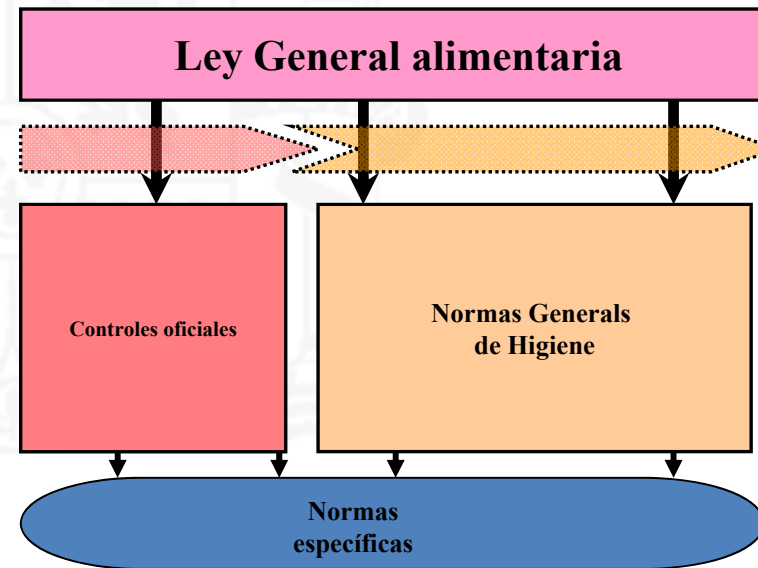 Ley General alimentaria
Controles oficiales
Normas Generals
de Higiene
Normas
específicas